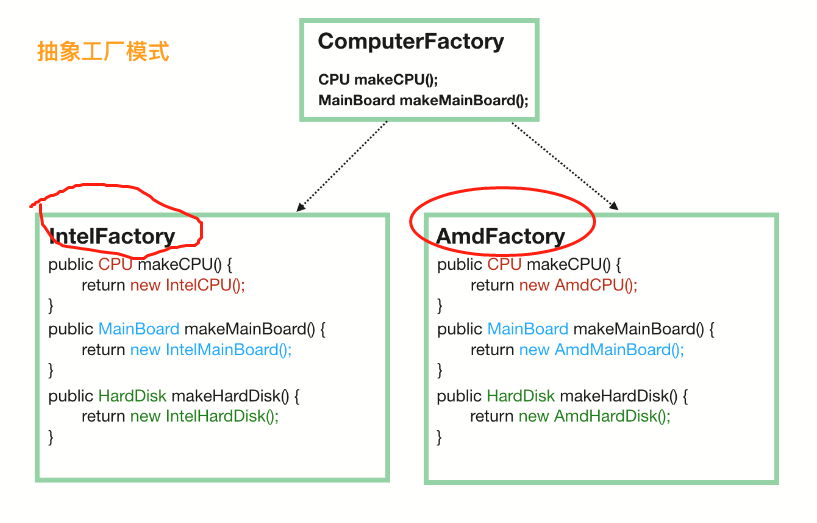 抽象工厂模式
ComputerFactory
CPU makeCPU();
MainBoard makeMainBoard();
IntelFactory
public CPU makeCPU() {
return new IntelCPU();
}
public MainBoard makeMainBoard() {
return new IntelMainBoard();
}
public HardDisk makeHardDisk() {
return new IntelHardDisk();
}
AmdFactory
public CPU makeCPU() {
return new AmdCPU();
}
public MainBoard makeMainBoard() {
return new AmdMainBoard();
}
public HardDisk makeHardDisk() {
return new AmdHardDisk();
}